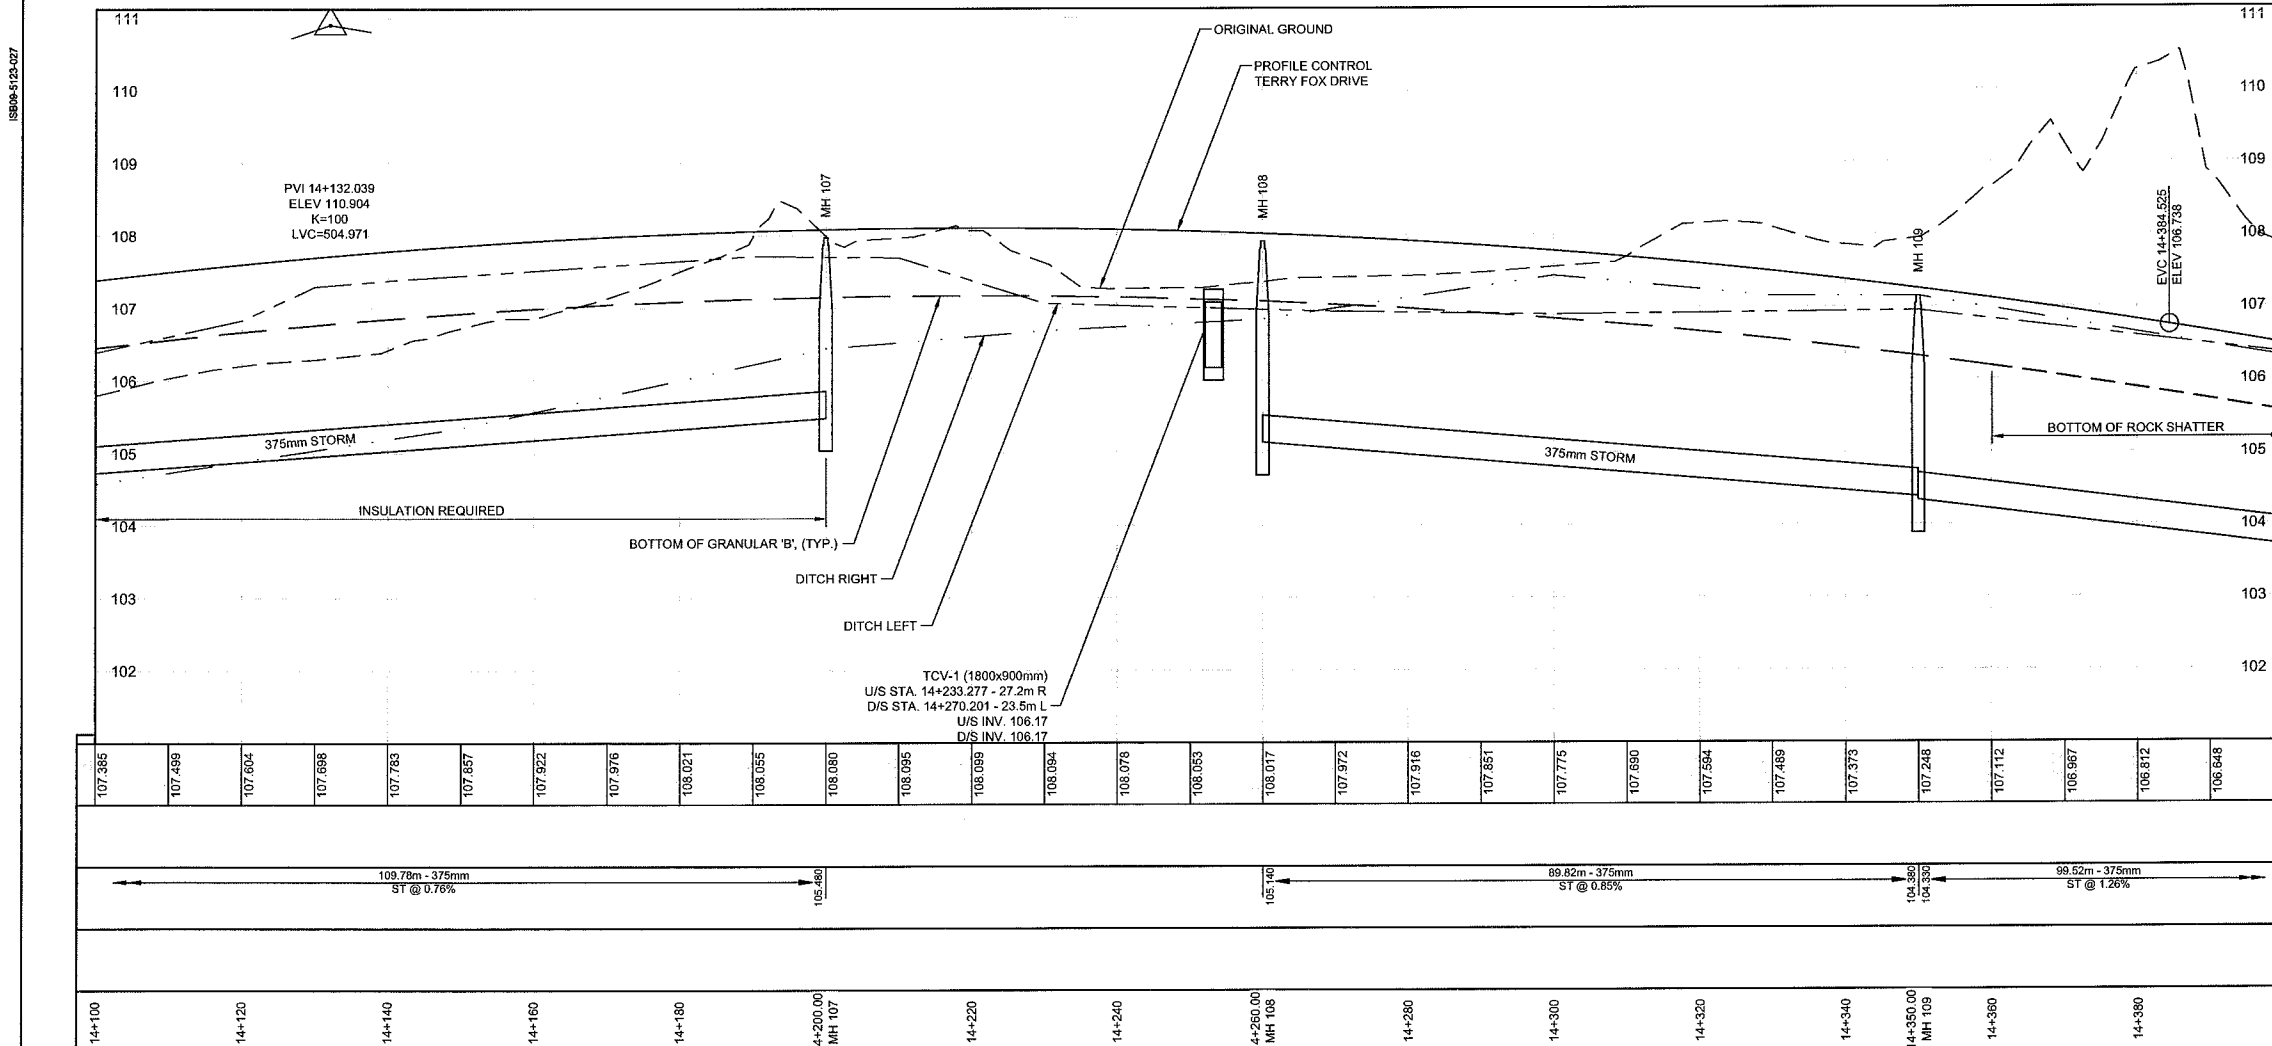 ISB09-5123-027
111
110
109
108
107
106
105
104
103
102
111
110
109
108
107
106
105
104
103
102
ORIGINAL GROUND
PROFILE CONTROL
TERRY FOX DRIVE
PVI 14+132.039
ELEV 110.904
K=100
LVC=504.971
MH 107
MH 108
MH 109
EVC 14+384.525
ELEV 106.738
375mm STORM
INSULATION REQUIRED
375mm STORM
BOTTOM OF ROCK SHATTER
BOTTOM OF GRANULAR 'B', (TYP.)
DITCH RIGHT
DITCH LEFT
TCV-1 (1800x900mm)
U/S STA. 14+233.277 - 27.2m R
D/S STA. 14+270.201 - 23.5m L
U/S INV. 106.17
D/S INV. 106.17
107.385
107.499
107.604
107.698
107.783
107.857
107.922
107.976
108.021
108.055
108.080
108.095
108.099
108.094
108.078
108.053
108.017
107.972
107.916
107.851
107.775
107.690
107.594
107.489
107.373
107.248
107.112
106.967
106.812
106.648
109.78m - 375mm
ST @ 0.76%
105.480
105.140
89.82m - 375mm
ST @ 0.85%
104.380
104.330
99.52m - 375mm
ST @ 1.26%
14+100
14+120
14+140
14+160
14+180
4+200.00
MH 107
14+220
14+240
4+260.00
MH 108
14+280
14+300
14+320
14+340
14+350.00
MH 109
14+360
14+380